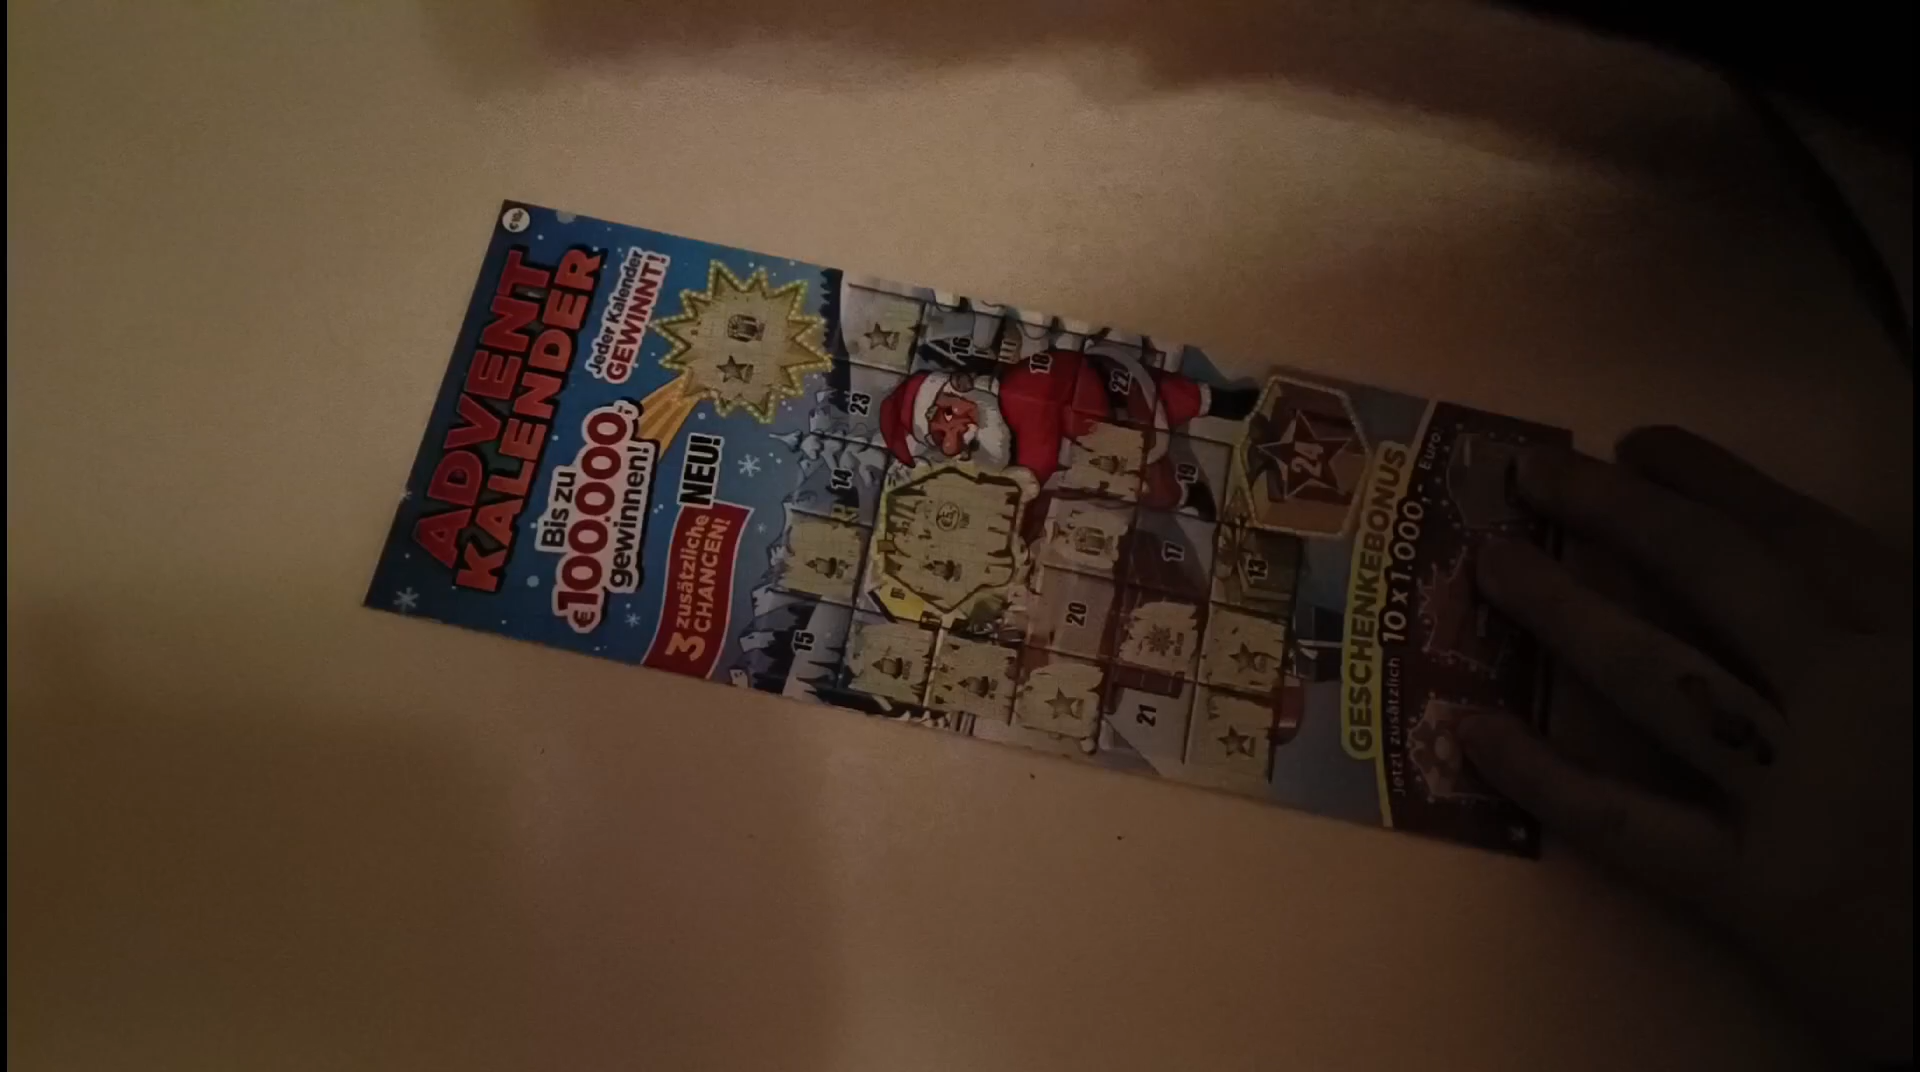 € 10,-
ADVENT
KALENDER
Jeder Kalender
GEWINNT!
Bis zu
€100.000,-
gewinnen!
NEU!
3 zusätzliche
CHANCEN!
23
16
18
22
14
19
24
15
20
17
13
21
GESCHENKEBONUS
Jetzt zusätzlich 10 x 1.000,- Euro!